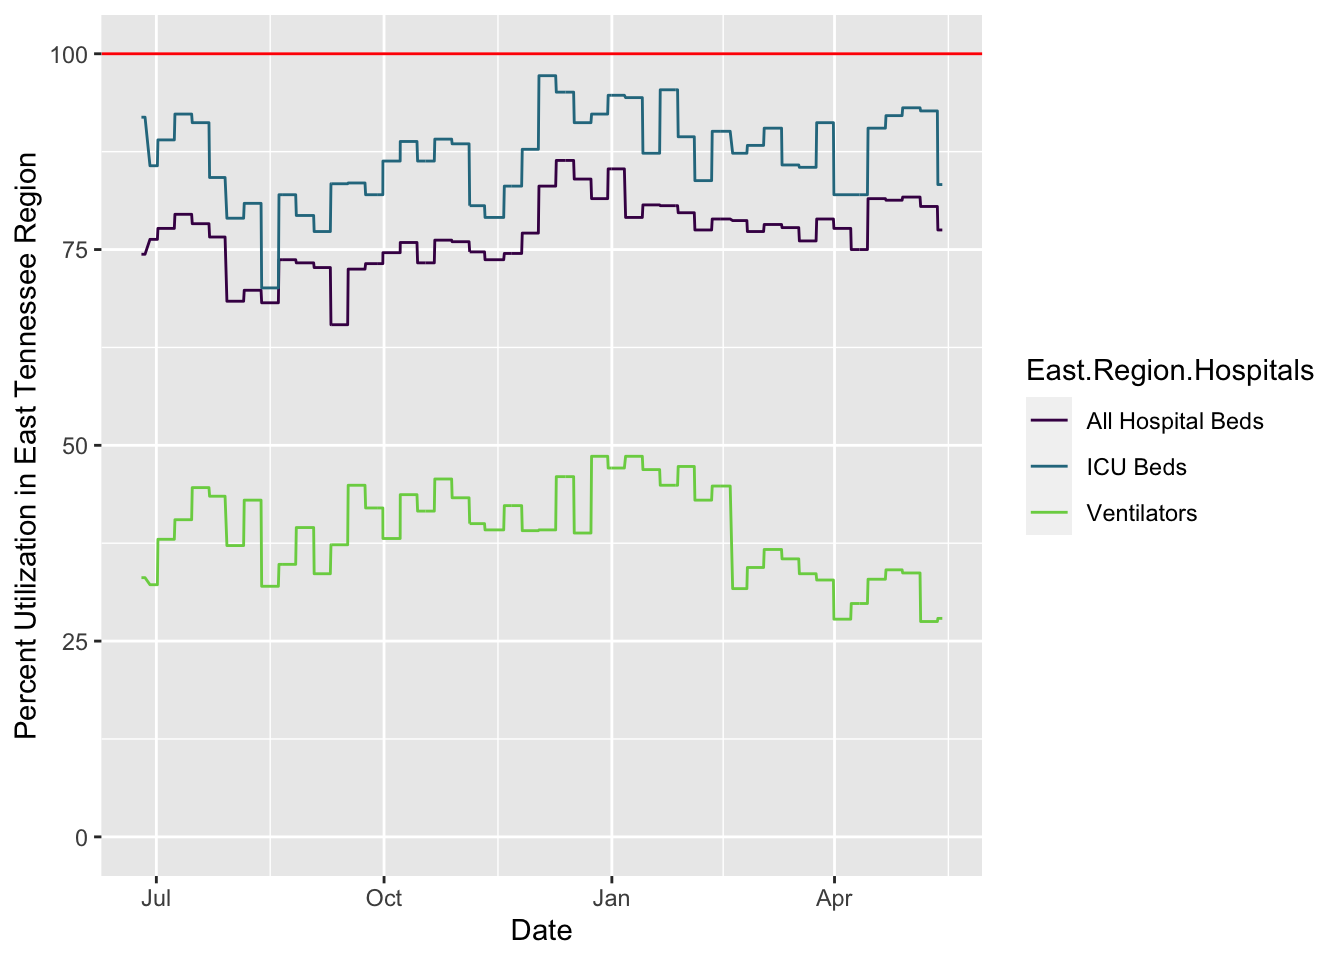 Percent Utilization in East Tennessee Region
100
75
50
25
0
Jul
Oct
Jan
Apr
Date
East.Region.Hospitals
All Hospital Beds
ICU Beds
Ventilators